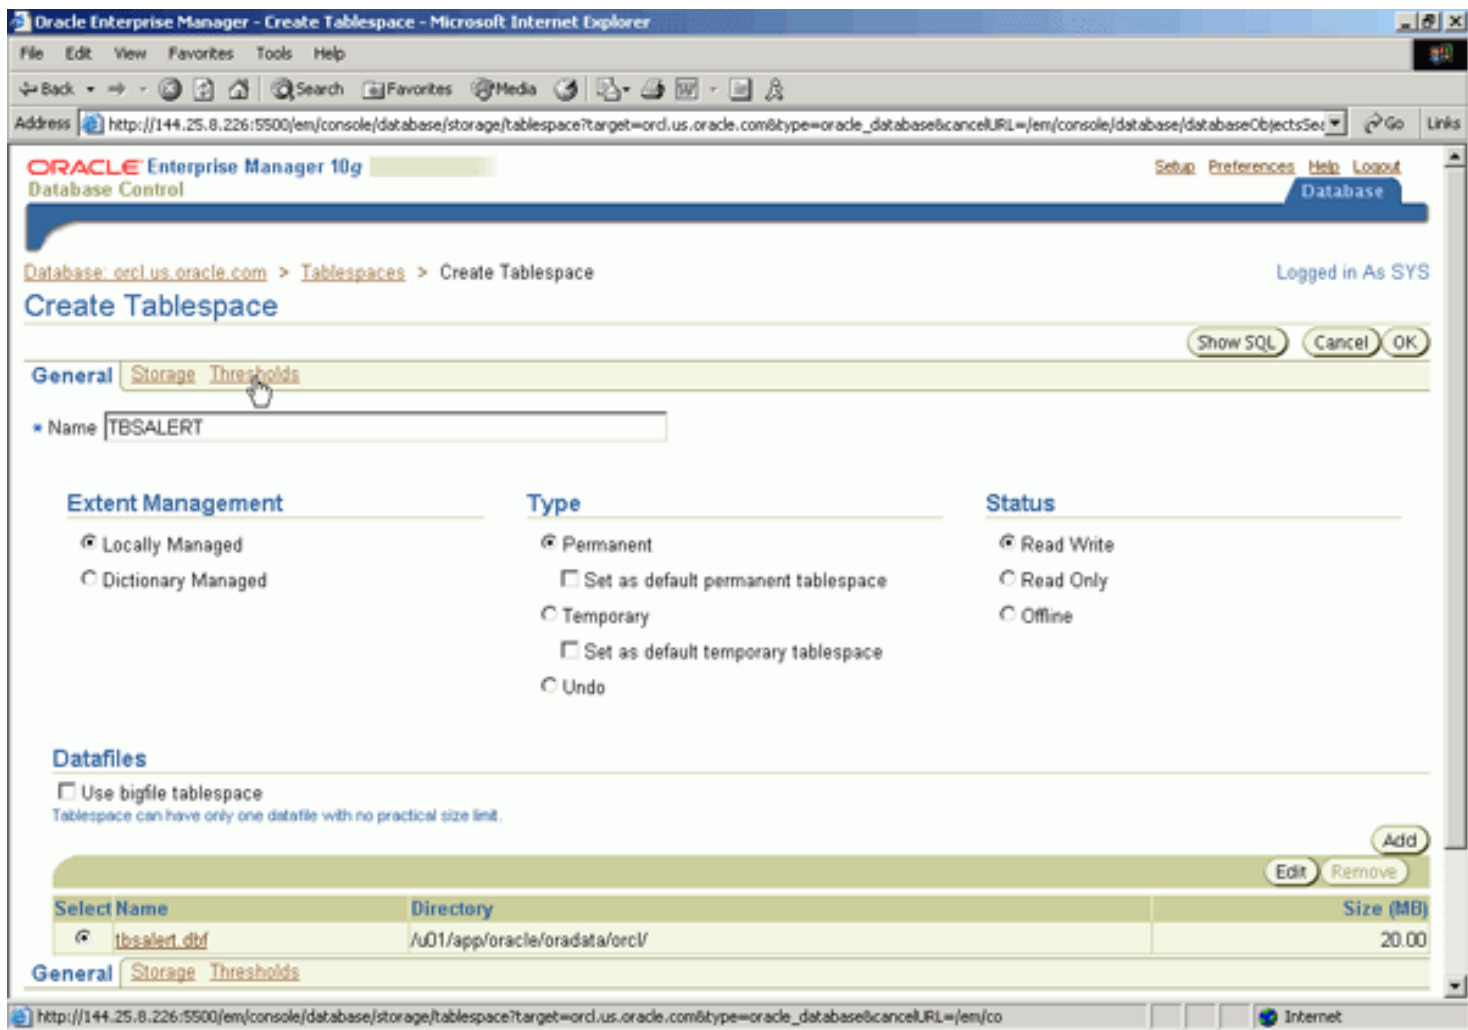 Oracle Enterprise Manager - Create Tablespace - Microsoft Internet Explorer
File Edit View Favorites Tools Help
Back Search Favorites Media
Address http://144.25.8.226:5500/em/console/database/storage/tablespace?target=orcl.us.oracle.com&type=oracle_database&cancelURL=/em/console/database/databaseObjectsSea Go Links
ORACLE Enterprise Manager 10g
Database Control
Setup Preferences Help Logout
Database
Database: orcl.us.oracle.com > Tablespaces > Create Tablespace
Logged in As SYS
Create Tablespace
Show SQL Cancel OK
General Storage Thresholds
* Name TBSALERT
Extent Management
Locally Managed
Dictionary Managed
Type
Permanent
Set as default permanent tablespace
Temporary
Set as default temporary tablespace
Undo
Status
Read Write
Read Only
Offline
Datafiles
Use bigfile tablespace
Tablespace can have only one datafile with no practical size limit.
Add
Edit Remove
Select Name Directory Size (MB)
tbsalert.dbf /u01/app/oracle/oradata/orcl/ 20.00
General Storage Thresholds
http://144.25.8.226:5500/em/console/database/storage/tablespace?target=orcl.us.oracle.com&type=oracle_database&cancelURL=/em/co Internet